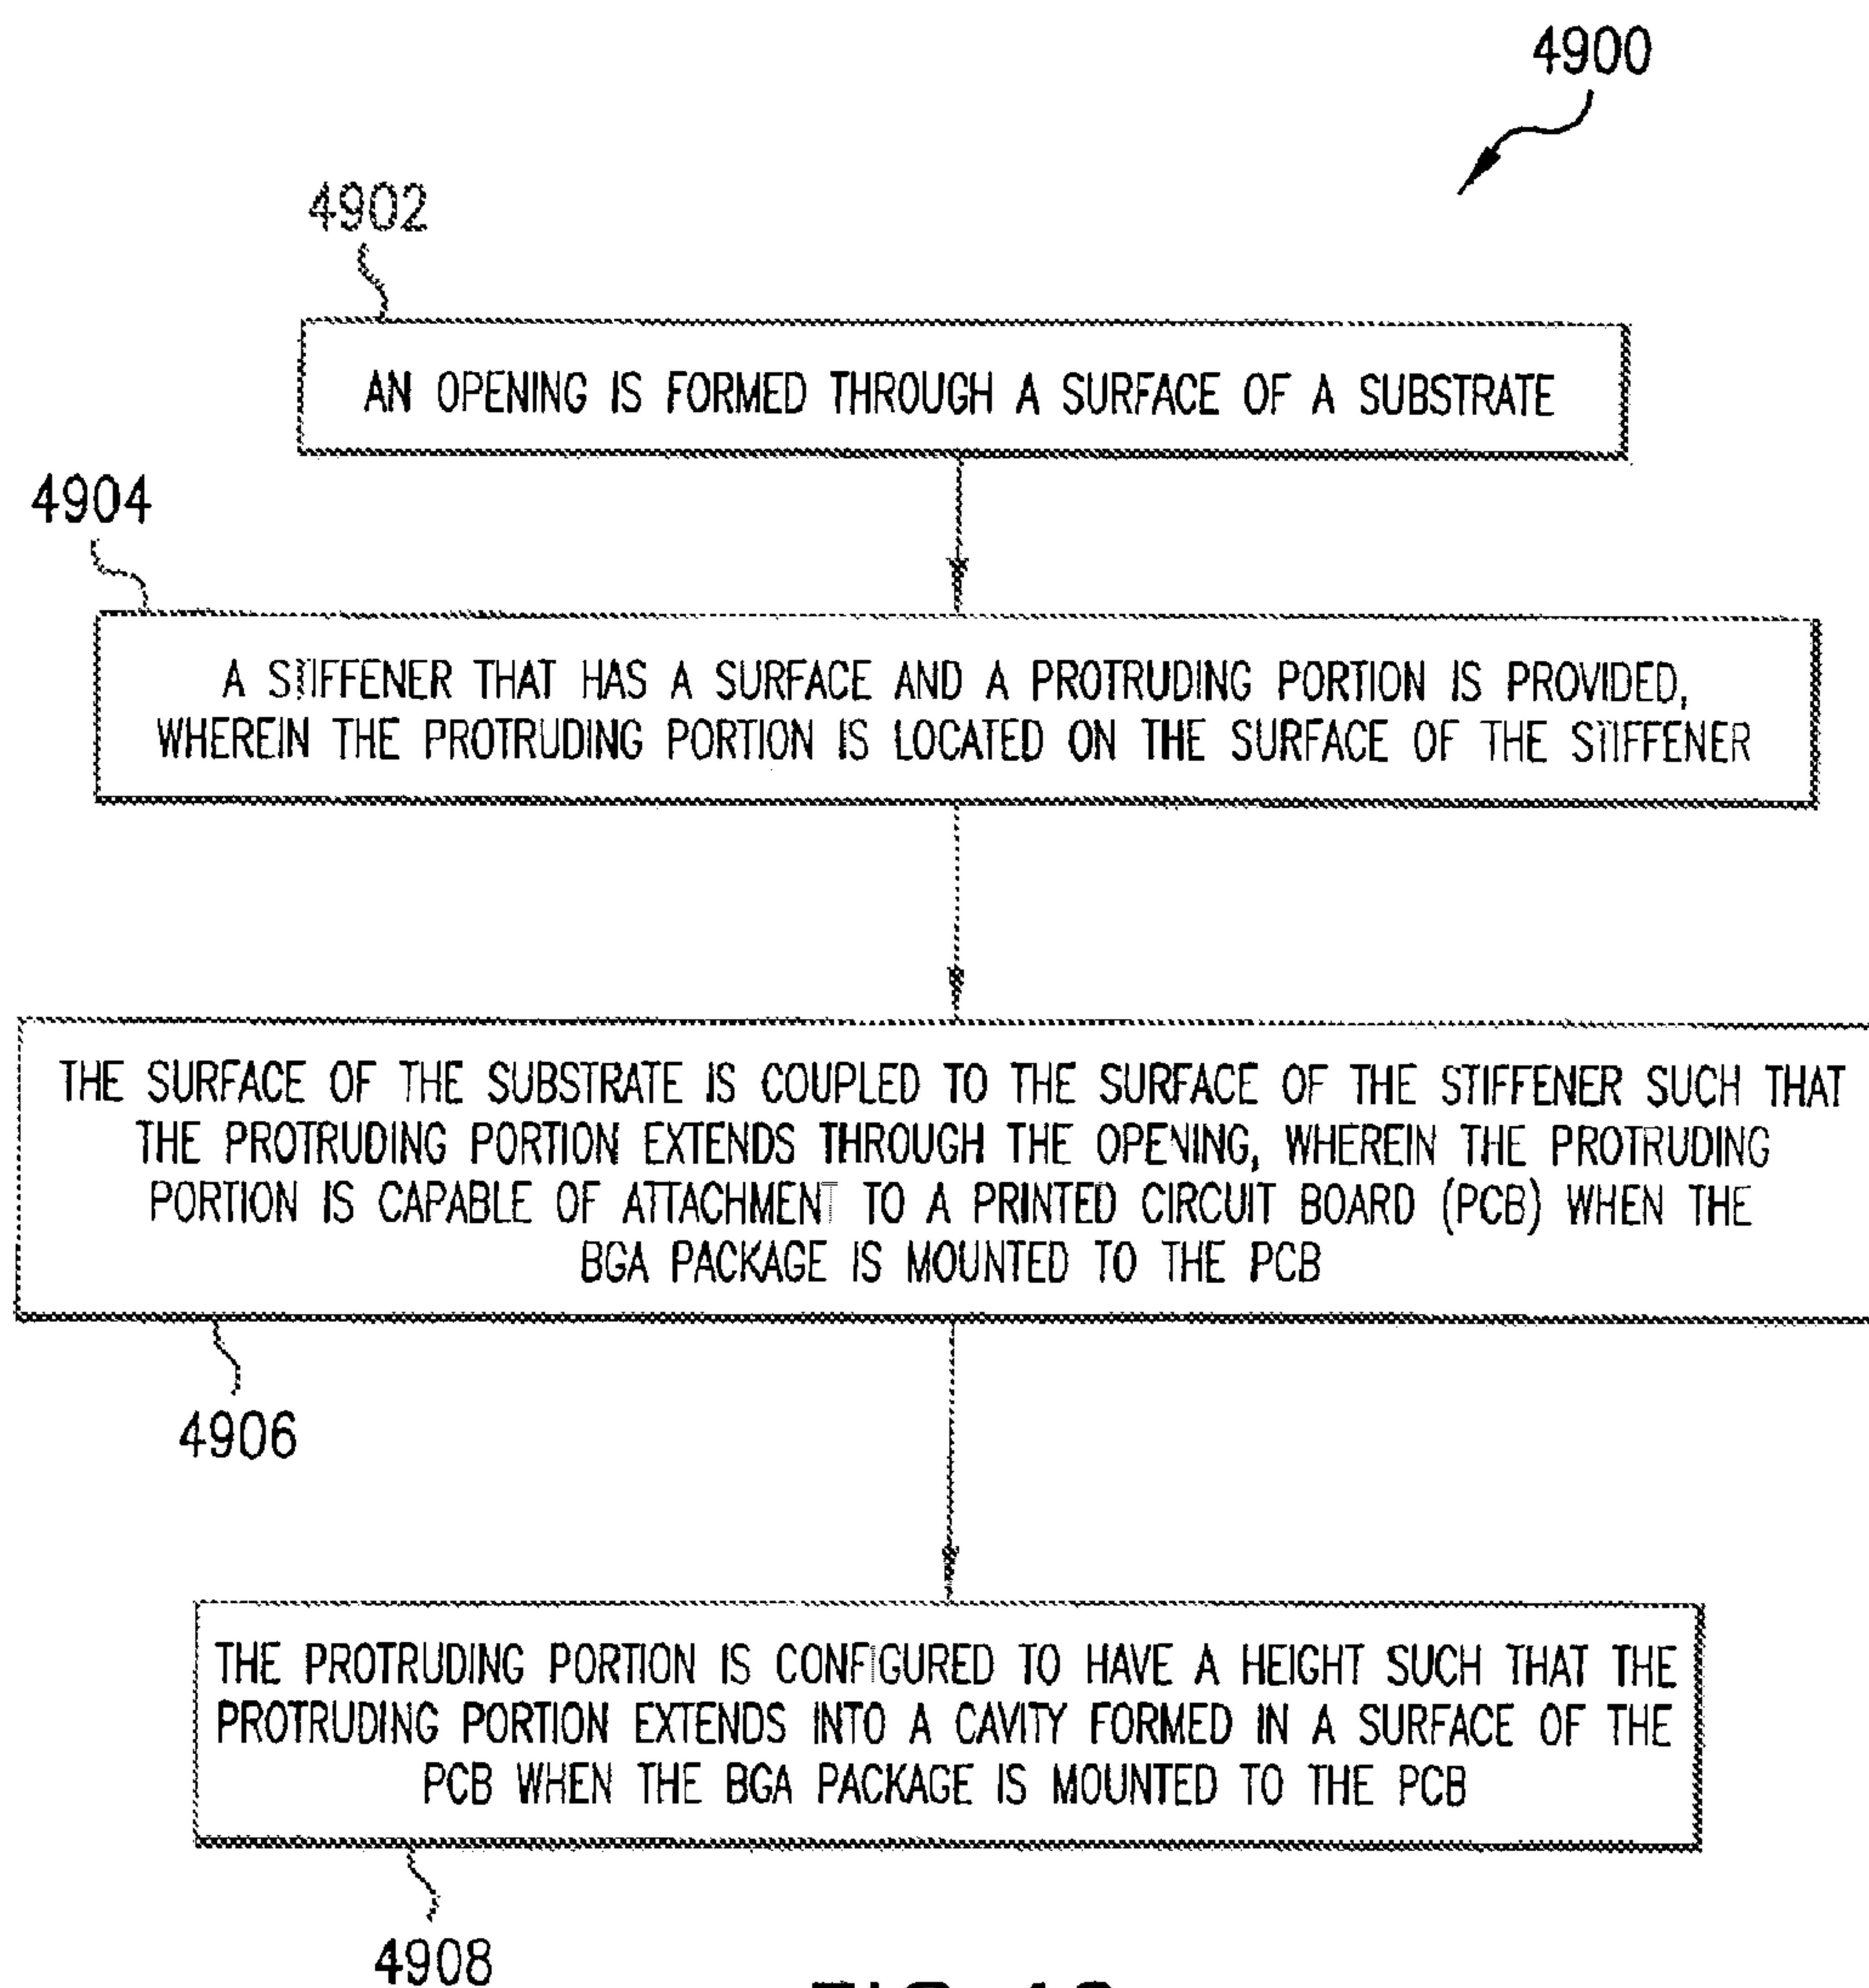 4900
4902
AN OPENING IS FORMED THROUGH A SURFACE OF A SUBSTRATE
4904
A STIFFENER THAT HAS A SURFACE AND A PROTRUDING PORTION IS PROVIDED,
WHEREIN THE PROTRUDING PORTION IS LOCATED ON THE SURFACE OF THE STIFFENER
THE SURFACE OF THE SUBSTRATE IS COUPLED TO THE SURFACE OF THE STIFFENER SUCH THAT
THE PROTRUDING PORTION EXTENDS THROUGH THE OPENING, WHEREIN THE PROTRUDING
PORTION IS CAPABLE OF ATTACHMENT TO A PRINTED CIRCUIT BOARD (PCB) WHEN THE
BGA PACKAGE IS MOUNTED TO THE PCB
4906
THE PROTRUDING PORTION IS CONFIGURED TO HAVE A HEIGHT SUCH THAT THE
PROTRUDING PORTION EXTENDS INTO A CAVITY FORMED IN A SURFACE OF THE
PCB WHEN THE BGA PACKAGE IS MOUNTED TO THE PCB
4908